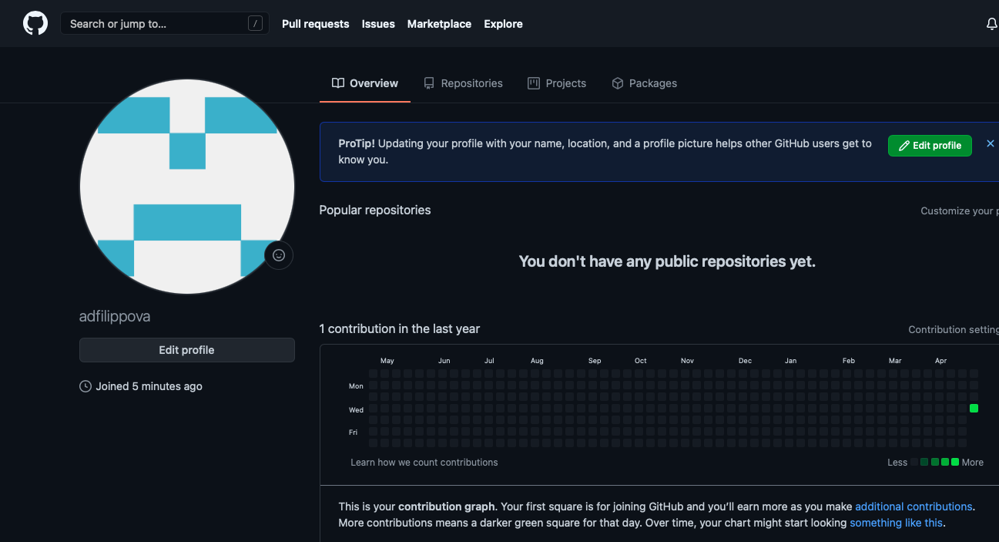 Search or jump to...
/
Pull requests
Issues
Marketplace
Explore
Overview
Repositories
Projects
Packages
ProTip! Updating your profile with your name, location, and a profile picture helps other GitHub users get to
know you.
Edit profile
Popular repositories
Customize your p
You don't have any public repositories yet.
adfilippova
Edit profile
Joined 5 minutes ago
1 contribution in the last year
Contribution setting
May Jun Jul Aug Sep Oct Nov Dec Jan Feb Mar Apr
Mon
Wed
Fri
Learn how we count contributions
Less
More
This is your contribution graph. Your first square is for joining GitHub and you’ll earn more as you make additional contributions.
More contributions means a darker green square for that day. Over time, your chart might start looking something like this.